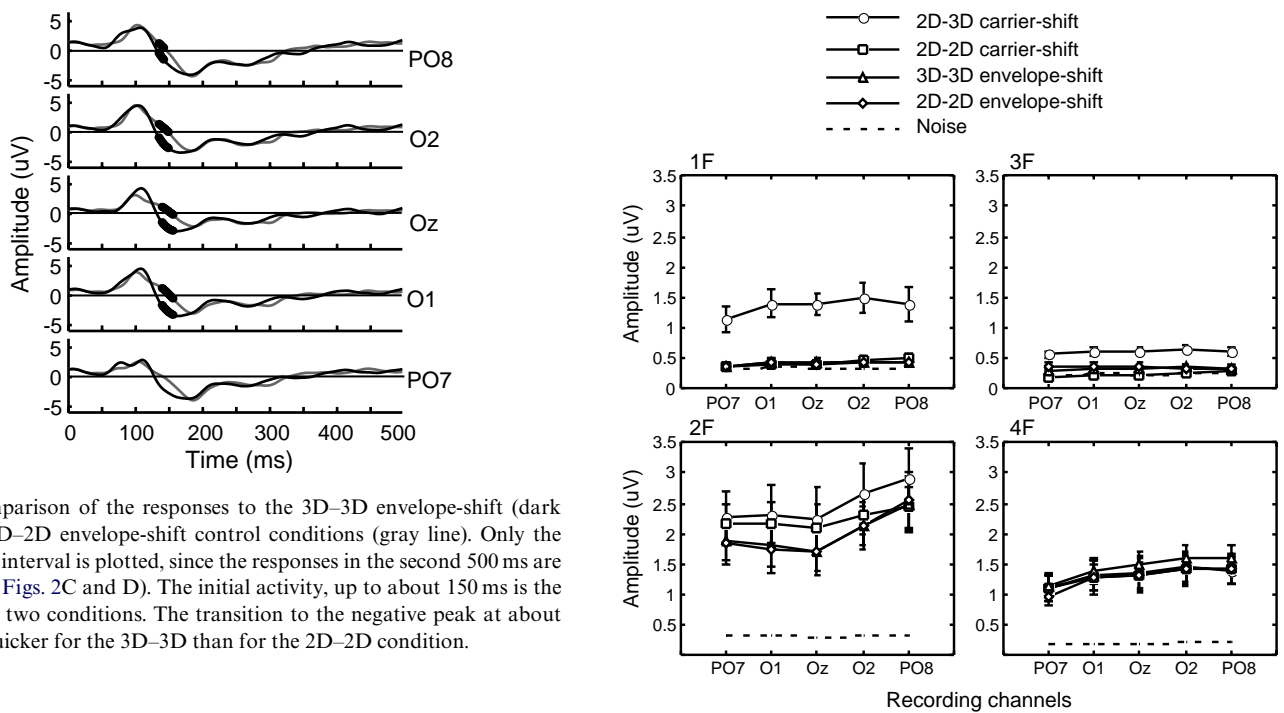 5
0
-5
PO8
5
0
-5
O2
5
0
-5
Oz
5
0
-5
O1
5
0
-5
PO7
Amplitude (uV)
0 100 200 300 400 500
Time (ms)
parison of the responses to the 3D–3D envelope-shift (dark
D–2D envelope-shift control conditions (gray line). Only the
interval is plotted, since the responses in the second 500 ms are
Figs. 2C and D). The initial activity, up to about 150 ms is the
two conditions. The transition to the negative peak at about
uicker for the 3D–3D than for the 2D–2D condition.
2D-3D carrier-shift
2D-2D carrier-shift
3D-3D envelope-shift
2D-2D envelope-shift
Noise
1F
3.5
3
2.5
2
1.5
1
0.5
0
Amplitude (uV)
PO7 O1 Oz O2 PO8
3F
3.5
3
2.5
2
1.5
1
0.5
0
PO7 O1 Oz O2 PO8
2F
3.5
3
2.5
2
1.5
1
0.5
Amplitude (uV)
PO7 O1 Oz O2 PO8
4F
3.5
3
2.5
2
1.5
1
0.5
PO7 O1 Oz O2 PO8
Recording channels